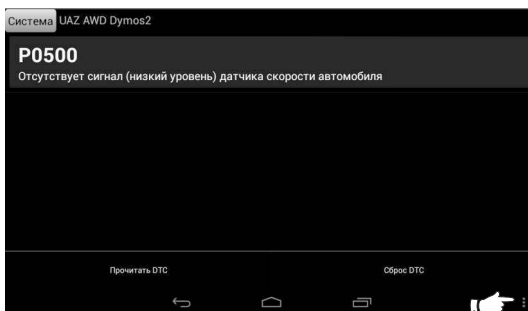 Система UAZ AWD Dymos2
P0500
Отсутствует сигнал (низкий уровень) датчика скорости автомобиля
Прочитать DTC Сброс DTC